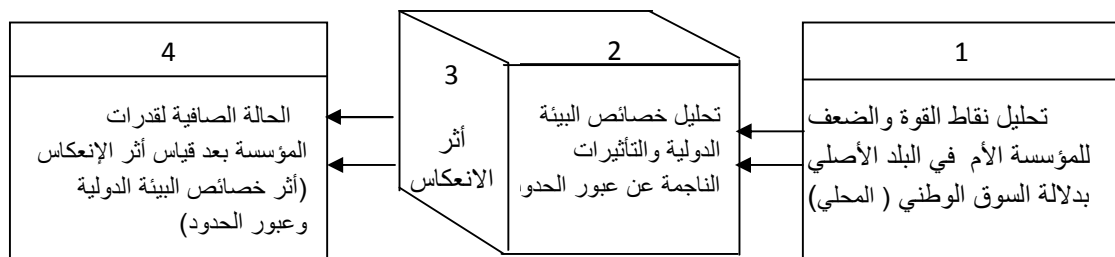 1
تحليل نقاط القوة والضعف
للمؤسسة الأم في البلد الأصلي
بدلالة السوق الوطني ( المحلي)
2
تحليل خصائص البيئة
الدولية والتأثيرات
الناجمة عن عبور
3
أثر
الانعكاس
4
الحالة الصافية لقدرات
المؤسسة بعد قياس أثر الإنعكاس
(أثر خصائص البيئة الدولية
وعبور الحدود)